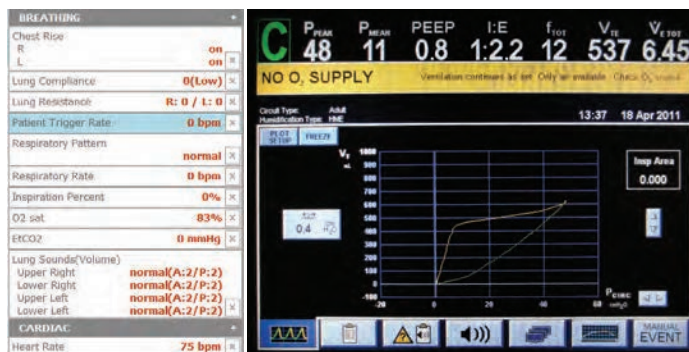 BREATHING
Chest Rise
R on
L on
Lung Compliance 0(Low)
Lung Resistance R: 0 / L: 0
Patient Trigger Rate 0 bpm
Respiratory Pattern
normal
Respiratory Rate 0 bpm
Inspiration Percent 0%
O2 sat 83%
EtCO2 0 mmHg
Lung Sounds(Volume)
Upper Right normal(A:2/P:2)
Lower Right normal(A:2/P:2)
Upper Left normal(A:2/P:2)
Lower Left normal(A:2/P:2)
CARDIAC
Heart Rate 75 bpm
C
PPEAK PMEAN PEEP I:E fTOT VTE V̇E TOT
48 11 0.8 1:2.2 12 537 6.45
NO O2 SUPPLY Ventilation continues as set. Only air available. Check O2
Circuit Type: Adult
Humidification Type: HME
13:37 18 Apr 2011
PLOT SETUP FREEZE
VT
1000
900
800
700
600
500
400
300
200
100
0
-100
-20 0 20 40 60
PCIRC
cmH2O
0.4
Insp Area
0.000
MANUAL
EVENT